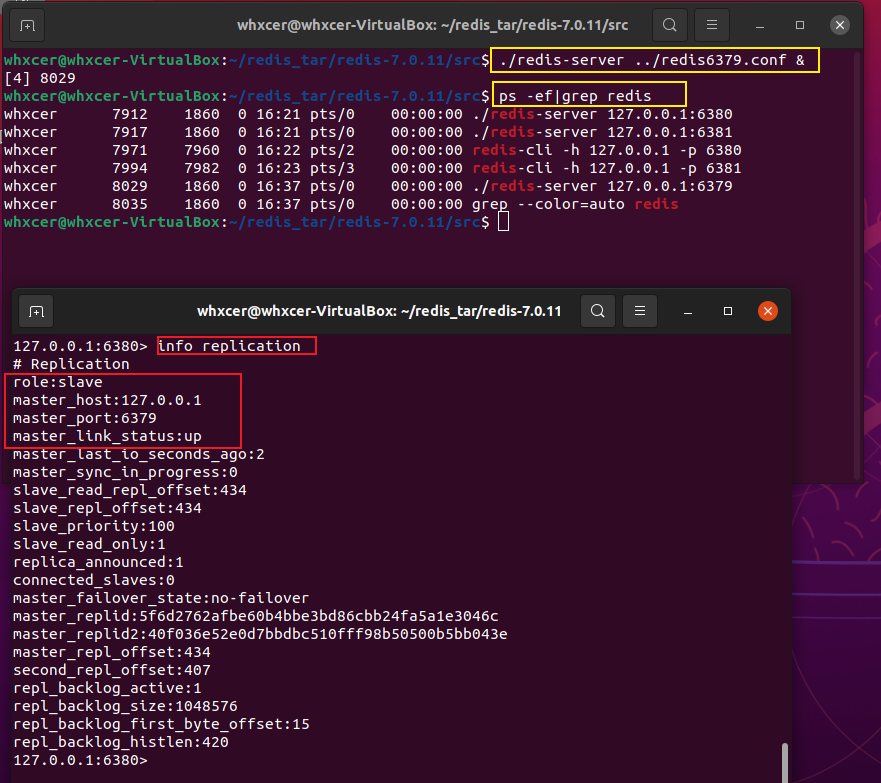 whxcer@whxcer-VirtualBox: ~/redis_tar/redis-7.0.11/src
whxcer@whxcer-VirtualBox:~/redis_tar/redis-7.0.11/src$ ./redis-server ../redis6379.conf &
[4] 8029
whxcer@whxcer-VirtualBox:~/redis_tar/redis-7.0.11/src$ ps -ef|grep redis
whxcer      7912    1860  0 16:21 pts/0    00:00:00 ./redis-server 127.0.0.1:6380
whxcer      7917    1860  0 16:21 pts/0    00:00:00 ./redis-server 127.0.0.1:6381
whxcer      7971    7960  0 16:22 pts/2    00:00:00 redis-cli -h 127.0.0.1 -p 6380
whxcer      7994    7982  0 16:23 pts/3    00:00:00 redis-cli -h 127.0.0.1 -p 6381
whxcer      8029    1860  0 16:37 pts/0    00:00:00 ./redis-server 127.0.0.1:6379
whxcer      8035    1860  0 16:37 pts/0    00:00:00 grep --color=auto redis
whxcer@whxcer-VirtualBox:~/redis_tar/redis-7.0.11/src$
whxcer@whxcer-VirtualBox: ~/redis_tar/redis-7.0.11
127.0.0.1:6380> info replication
# Replication
role:slave
master_host:127.0.0.1
master_port:6379
master_link_status:up
master_last_io_seconds_ago:2
master_sync_in_progress:0
slave_read_repl_offset:434
slave_repl_offset:434
slave_priority:100
slave_read_only:1
replica_announced:1
connected_slaves:0
master_failover_state:no-failover
master_replid:5f6d2762afbe60b4bbe3bd86cbb24fa5a1e3046c
master_replid2:40f036e52e0d7bbdbc510fff98b50500b5bb043e
master_repl_offset:434
second_repl_offset:407
repl_backlog_active:1
repl_backlog_size:1048576
repl_backlog_first_byte_offset:15
repl_backlog_histlen:420
127.0.0.1:6380>